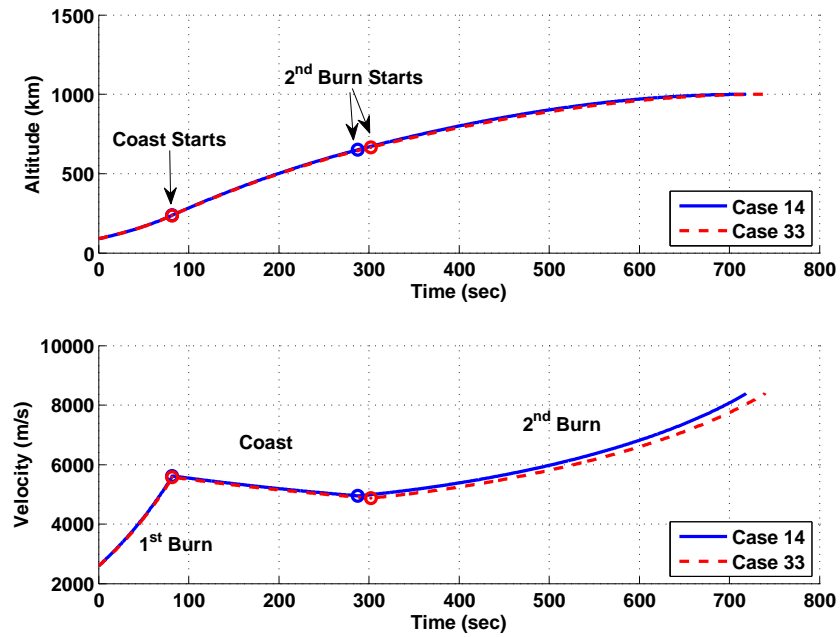 1500
1000
500
0
Altitude (km)
2nd Burn Starts
Coast Starts
Case 14
Case 33
0 100 200 300 400 500 600 700 800
Time (sec)
10000
8000
6000
4000
2000
Velocity (m/s)
2nd Burn
Coast
1st Burn
Case 14
Case 33
0 100 200 300 400 500 600 700 800
Time (sec)